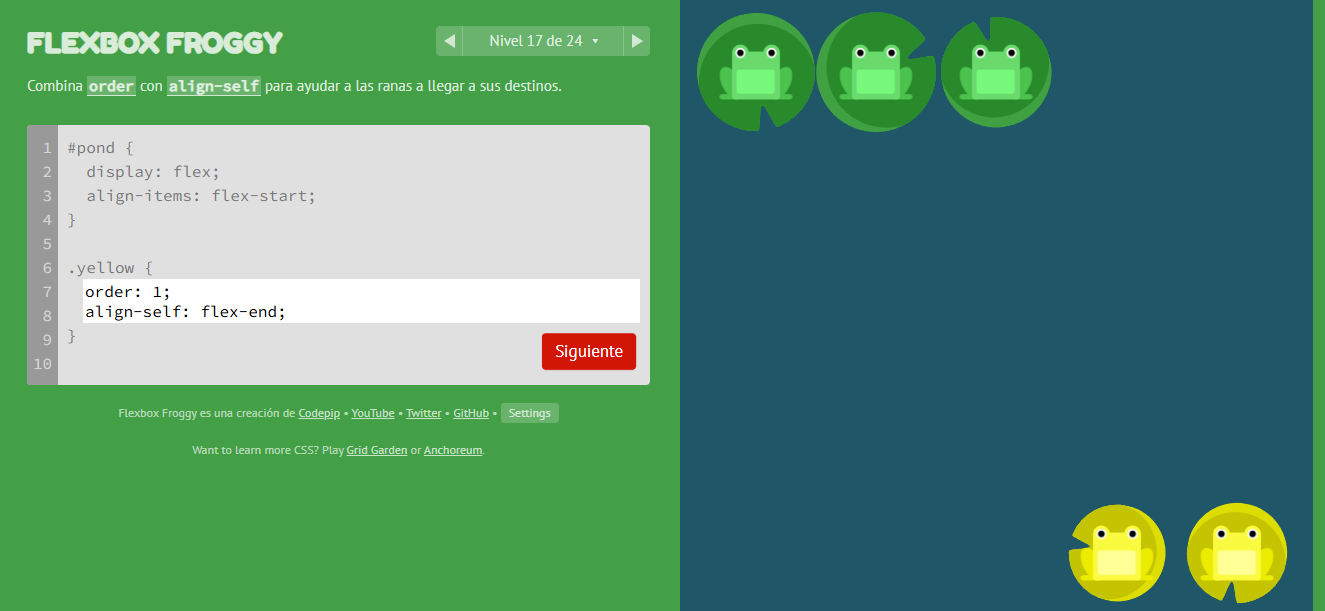 FLEXBOX FROGGY
Nivel 17 de 24
Combina order con align-self para ayudar a las ranas a llegar a sus destinos.
1 #pond {
2 display: flex;
3 align-items: flex-start;
4 }
5
6 .yellow {
7 order: 1;
8 align-self: flex-end;
9 }
10
Siguiente
Flexbox Froggy es una creación de Codepip • YouTube • Twitter • GitHub • Settings
Want to learn more CSS? Play Grid Garden or Anchoreum.